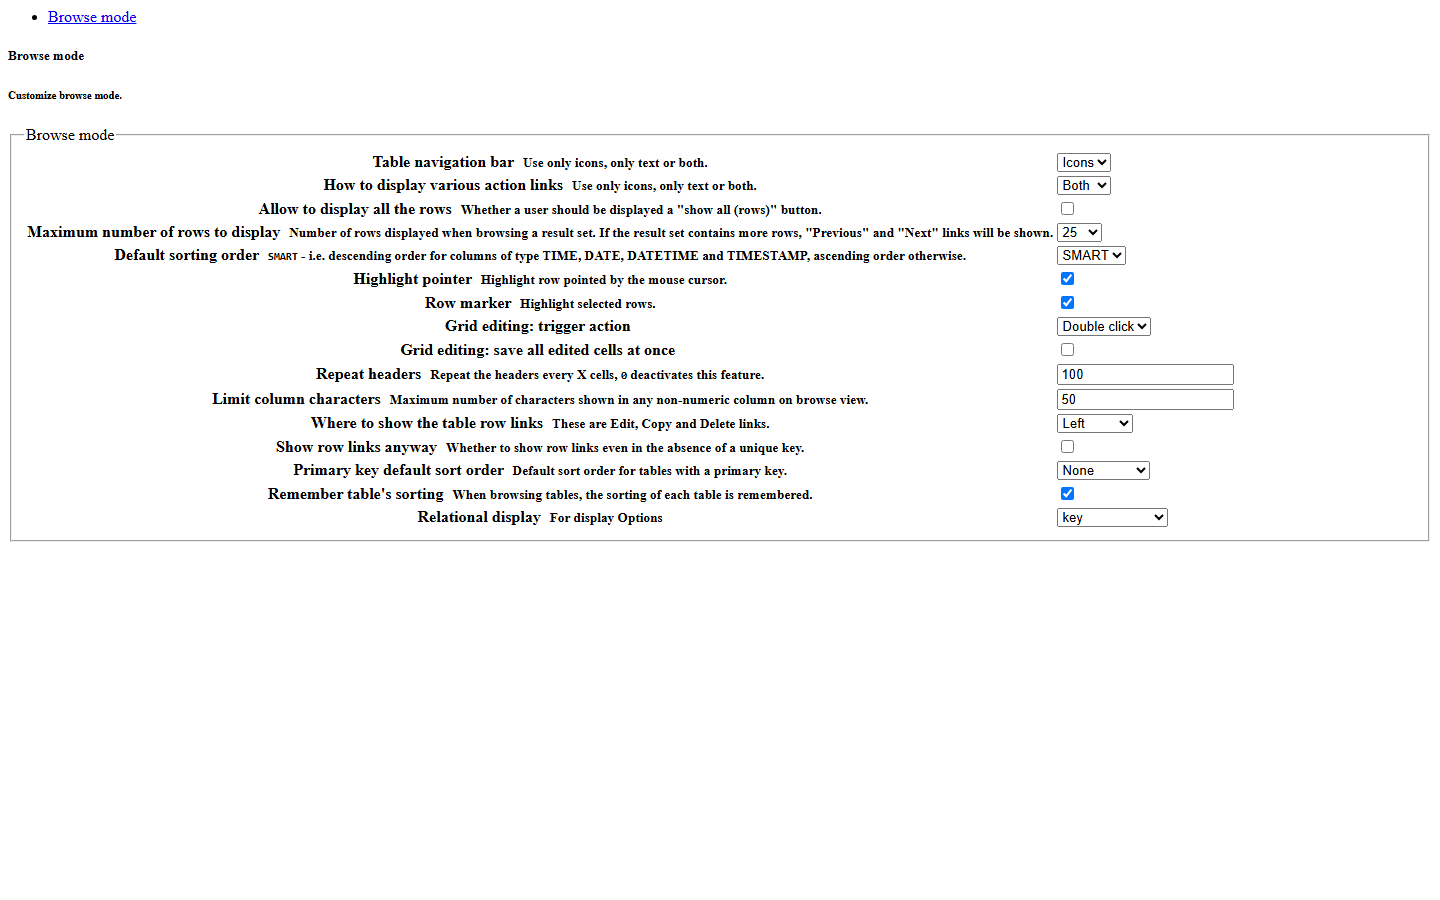 Browse mode
Browse mode
Customize browse mode.
Browse mode
Table navigation bar Use only icons, only text or both. Icons
How to display various action links Use only icons, only text or both. Both
Allow to display all the rows Whether a user should be displayed a "show all (rows)" button.
Maximum number of rows to display Number of rows displayed when browsing a result set. If the result set contains more rows, "Previous" and "Next" links will be shown. 25
Default sorting order SMART - i.e. descending order for columns of type TIME, DATE, DATETIME and TIMESTAMP, ascending order otherwise. SMART
Highlight pointer Highlight row pointed by the mouse cursor.
Row marker Highlight selected rows.
Grid editing: trigger action Double click
Grid editing: save all edited cells at once
Repeat headers Repeat the headers every X cells, 0 deactivates this feature. 100
Limit column characters Maximum number of characters shown in any non-numeric column on browse view. 50
Where to show the table row links These are Edit, Copy and Delete links. Left
Show row links anyway Whether to show row links even in the absence of a unique key.
Primary key default sort order Default sort order for tables with a primary key. None
Remember table's sorting When browsing tables, the sorting of each table is remembered.
Relational display For display Options key